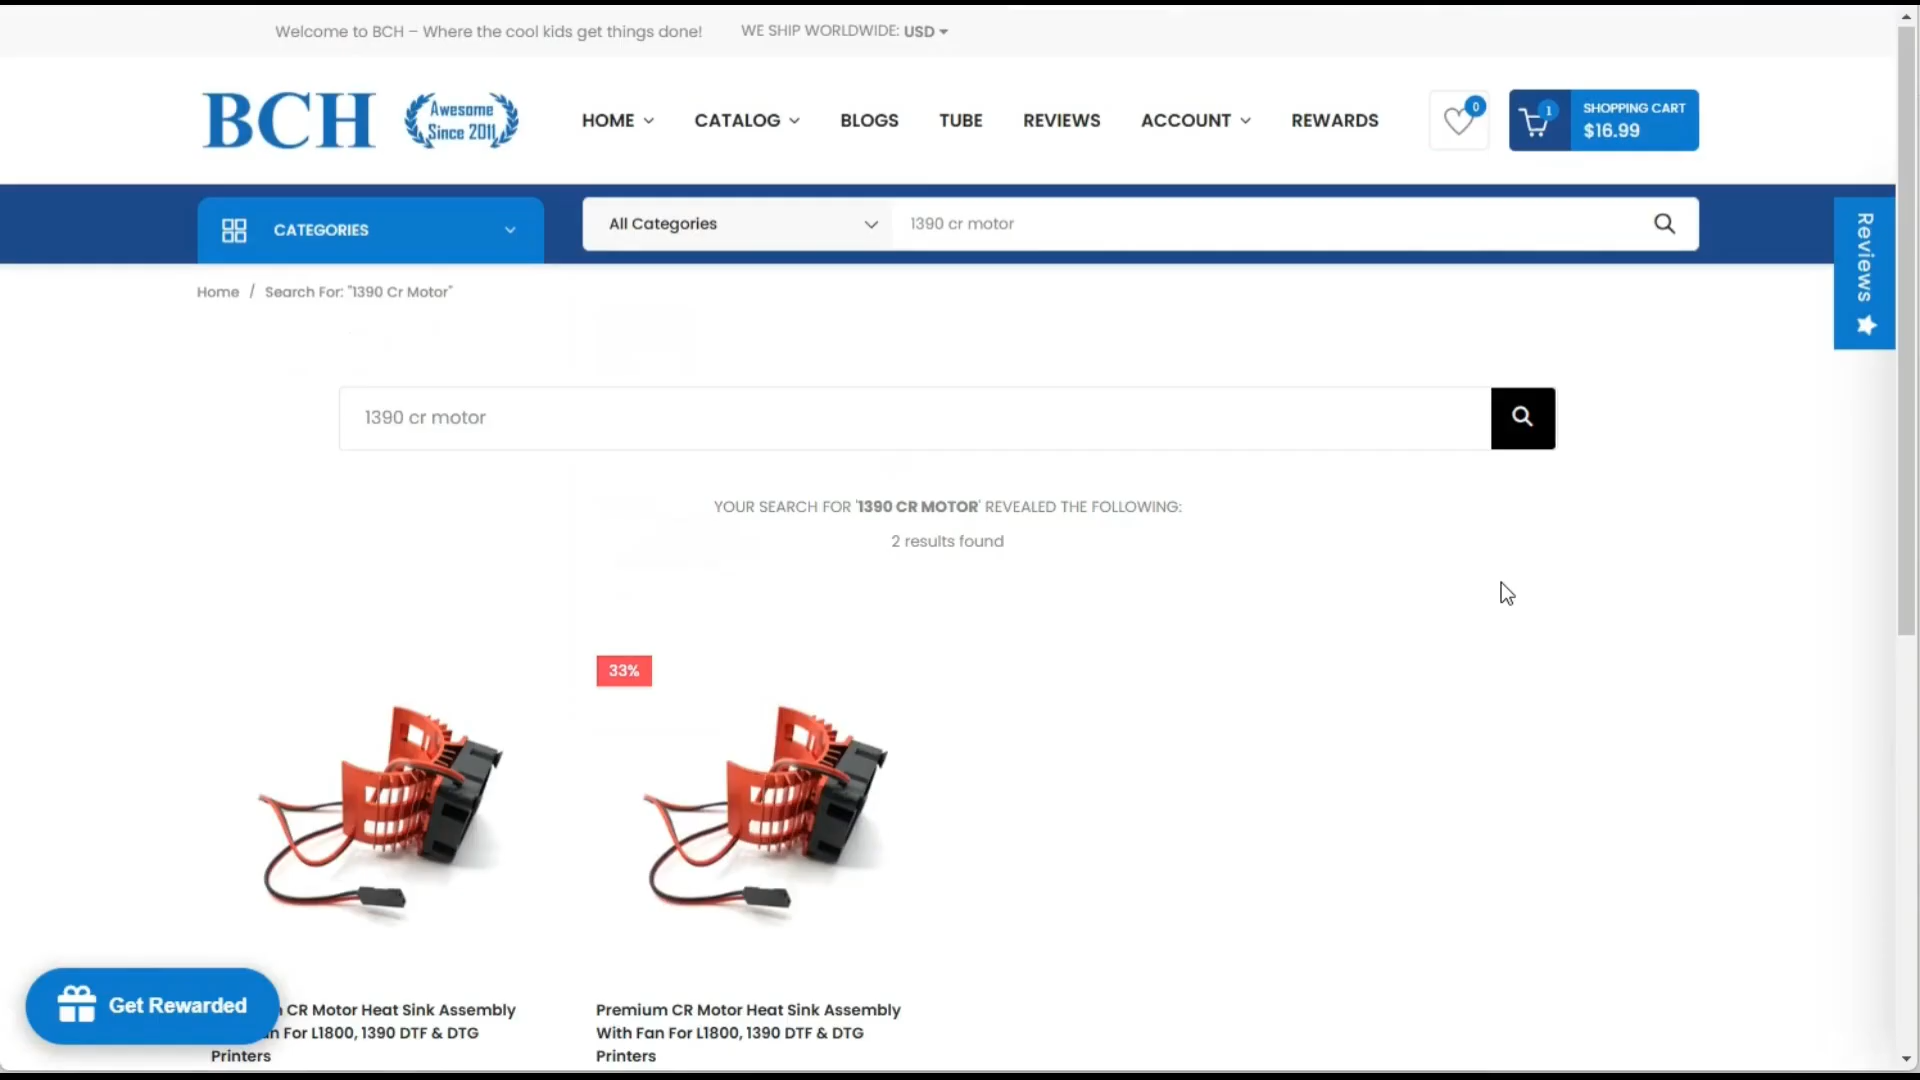 Welcome to BCH – Where the cool kids get things done!
WE SHIP WORLDWIDE: USD
BCH
Awesome
Since 2011
HOME
CATALOG
BLOGS
TUBE
REVIEWS
ACCOUNT
REWARDS
0
1
SHOPPING CART
$16.99
CATEGORIES
All Categories
1390 cr motor
Reviews
Home / Search For: "1390 Cr Motor"
1390 cr motor
YOUR SEARCH FOR '1390 CR MOTOR' REVEALED THE FOLLOWING:
2 results found
33%
Get Rewarded
CR Motor Heat Sink Assembly
For L1800, 1390 DTF & DTG
Printers
Premium CR Motor Heat Sink Assembly
With Fan For L1800, 1390 DTF & DTG
Printers